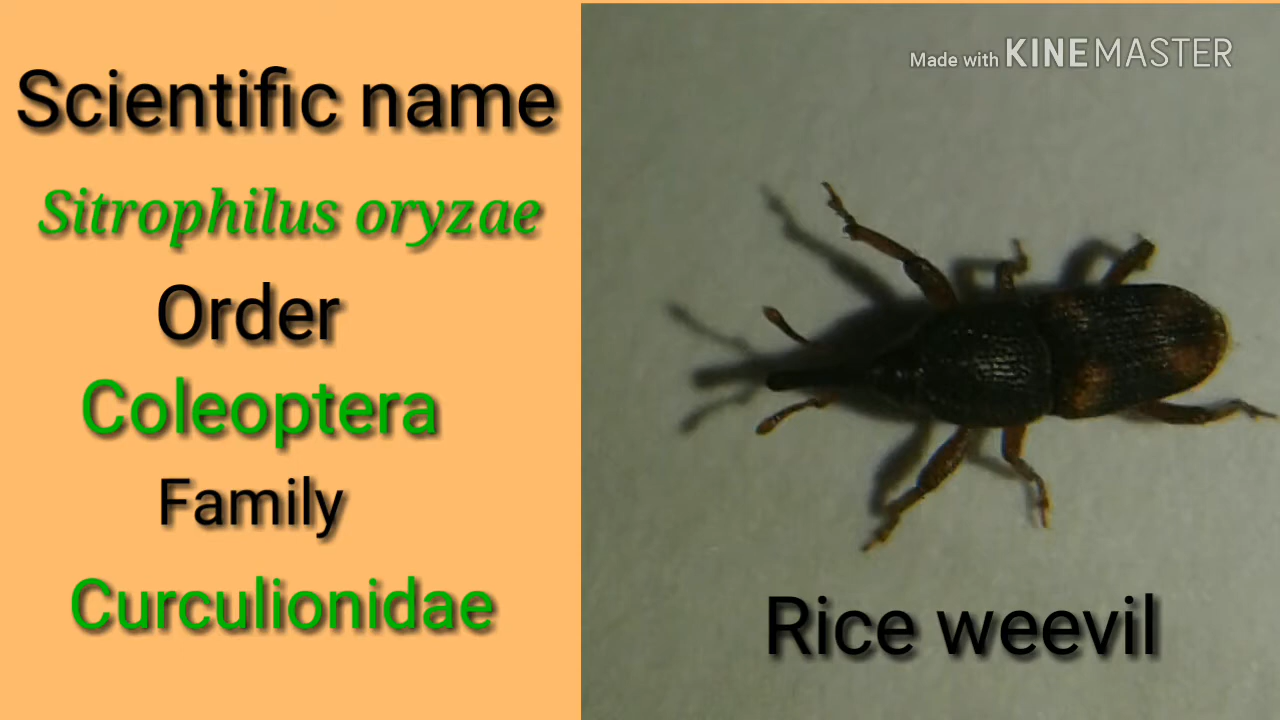 Scientific name
Sitrophilus oryzae
Order
Coleoptera
Family
Curculionidae
Made with KINEMASTER
Rice weevil